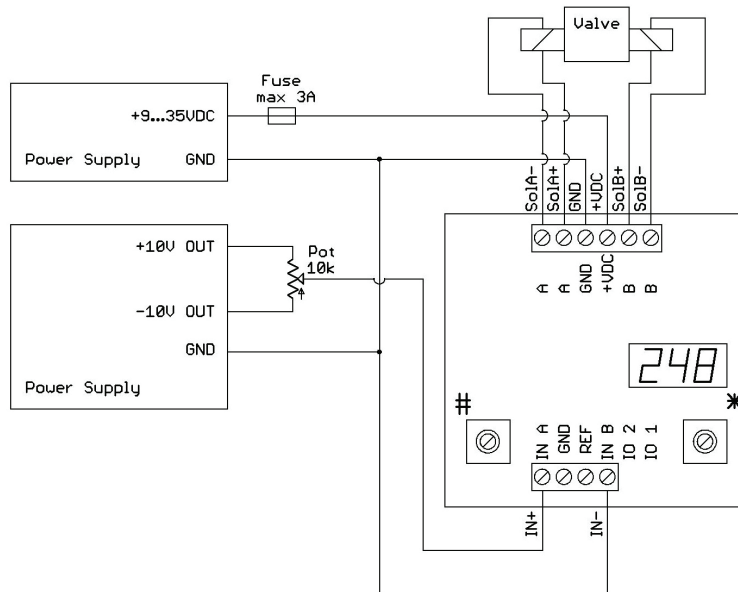 Valve
Fuse
max 3A
+9...35VDC
Power Supply
GND
SolA-
SolA+
GND
+VDC
SolB+
SolB-
+10V OUT
Pot
10k
-10V OUT
GND
Power Supply
A
A
GND
+VDC
B
B
248
#
*
IN A
GND
REF
IN B
IO 2
IO 1
IN+
IN-